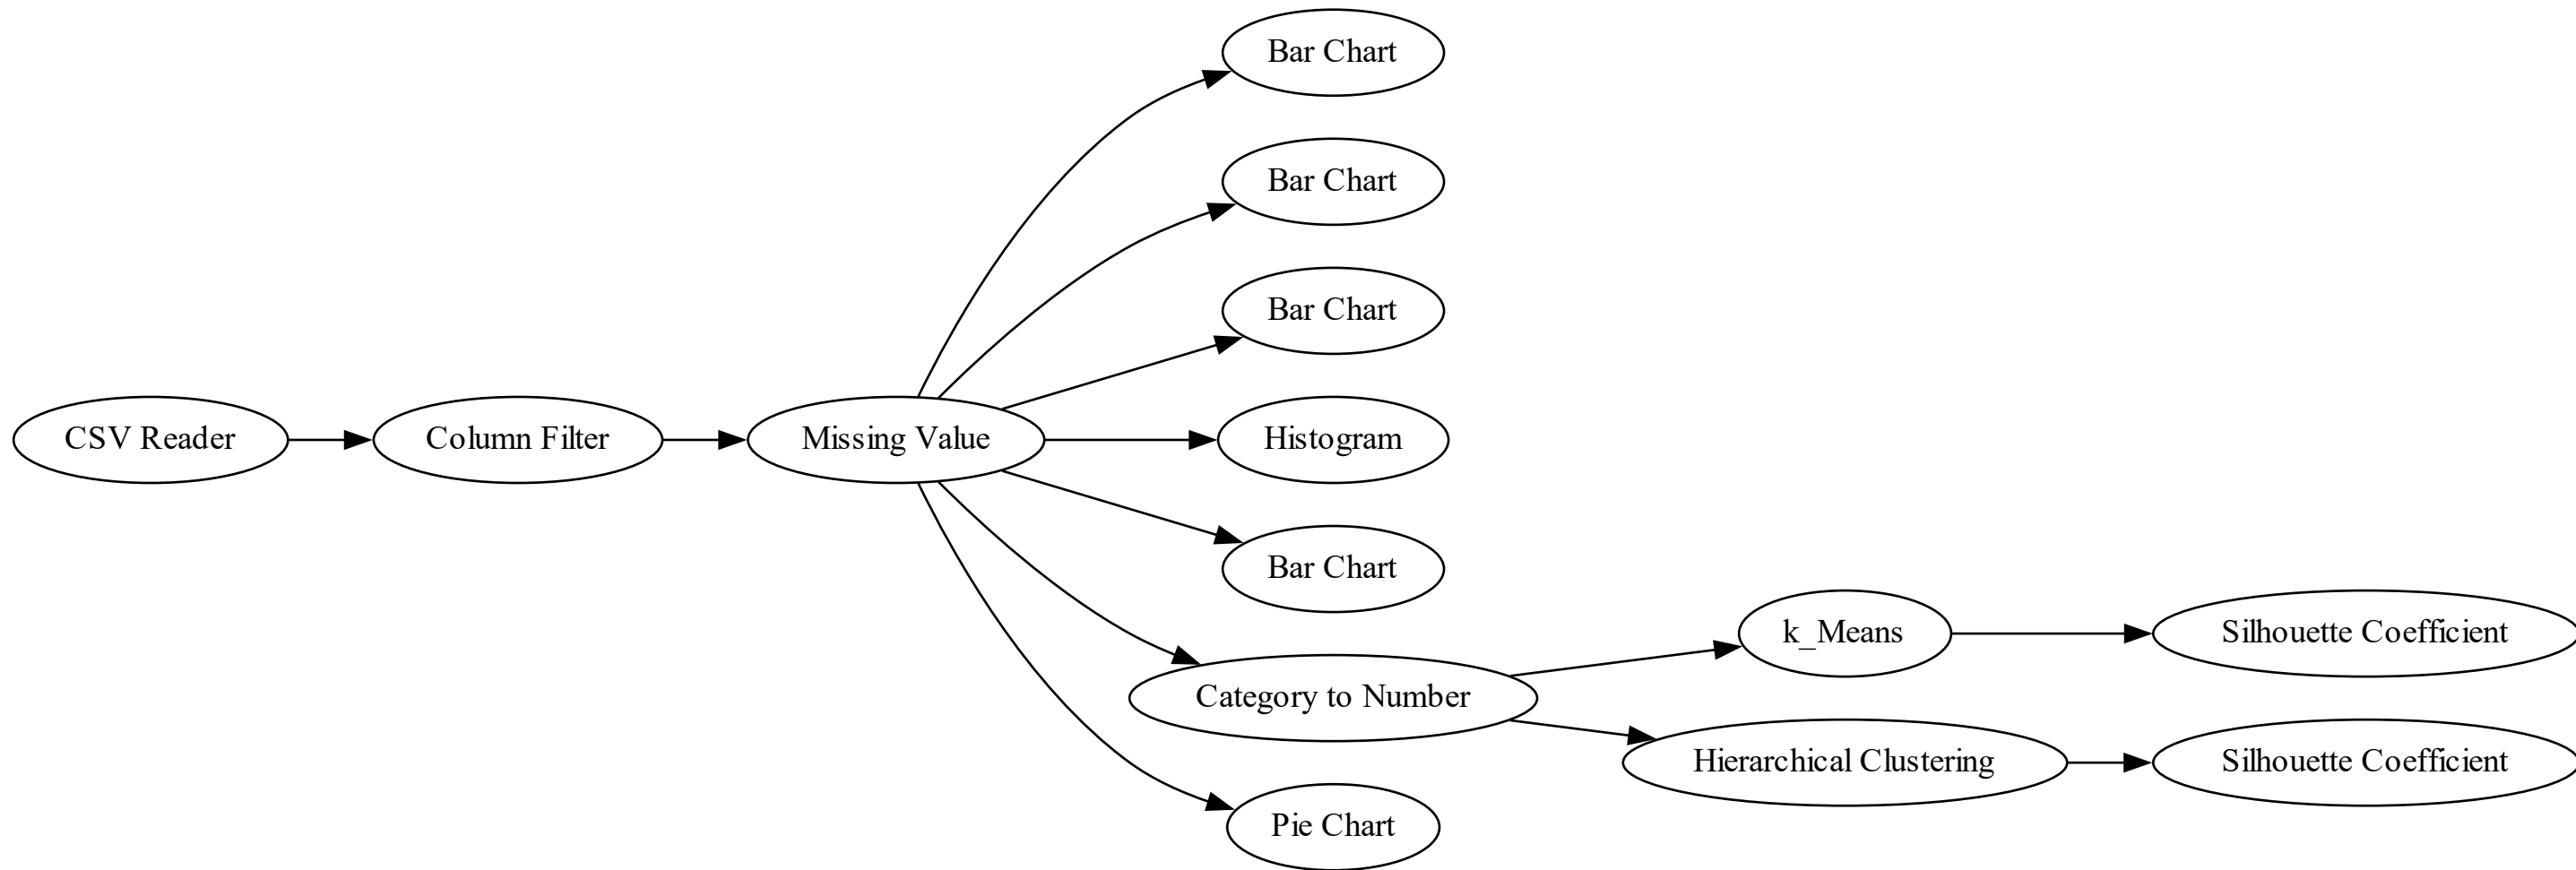 Bar Chart
Bar Chart
Bar Chart
CSV Reader
Column Filter
Missing Value
Histogram
Bar Chart
k_Means
Silhouette Coefficient
Category to Number
Hierarchical Clustering
Silhouette Coefficient
Pie Chart